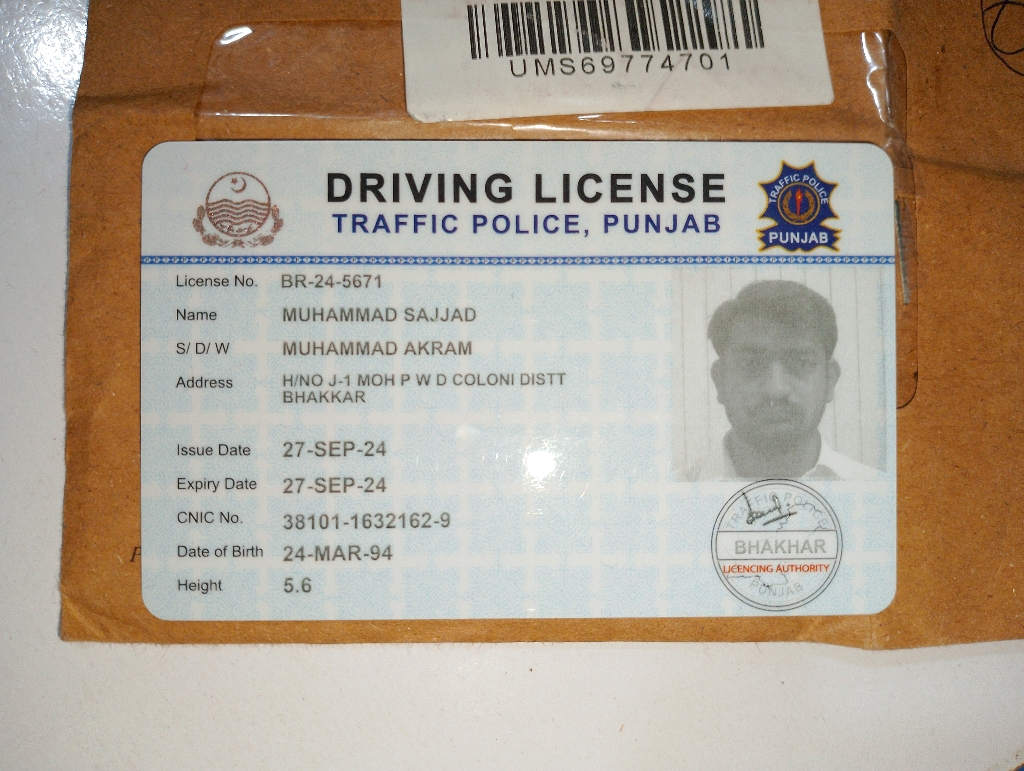 UMS69774701
DRIVING LICENSE
TRAFFIC POLICE, PUNJAB
TRAFFIC POLICE
PUNJAB
License No. BR-24-5671
Name MUHAMMAD SAJJAD
S/ D/ W MUHAMMAD AKRAM
Address H/NO J-1 MOH P W D COLONI DISTT
BHAKKAR
Issue Date 27-SEP-24
Expiry Date 27-SEP-24
CNIC No. 38101-1632162-9
Date of Birth 24-MAR-94
Height 5.6
TRAFFIC POLICE
BHAKHAR
LICENCING AUTHORITY
PUNJAB